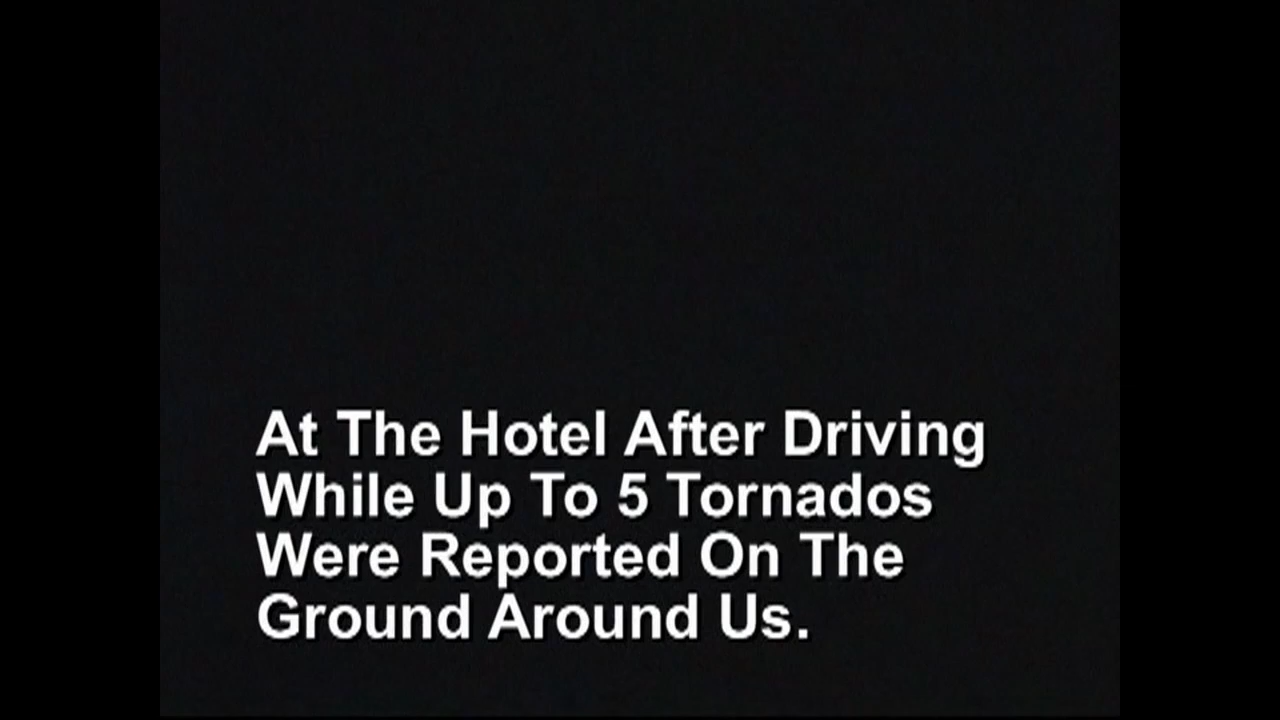 At The Hotel After Driving
While Up To 5 Tornados
Were Reported On The
Ground Around Us.